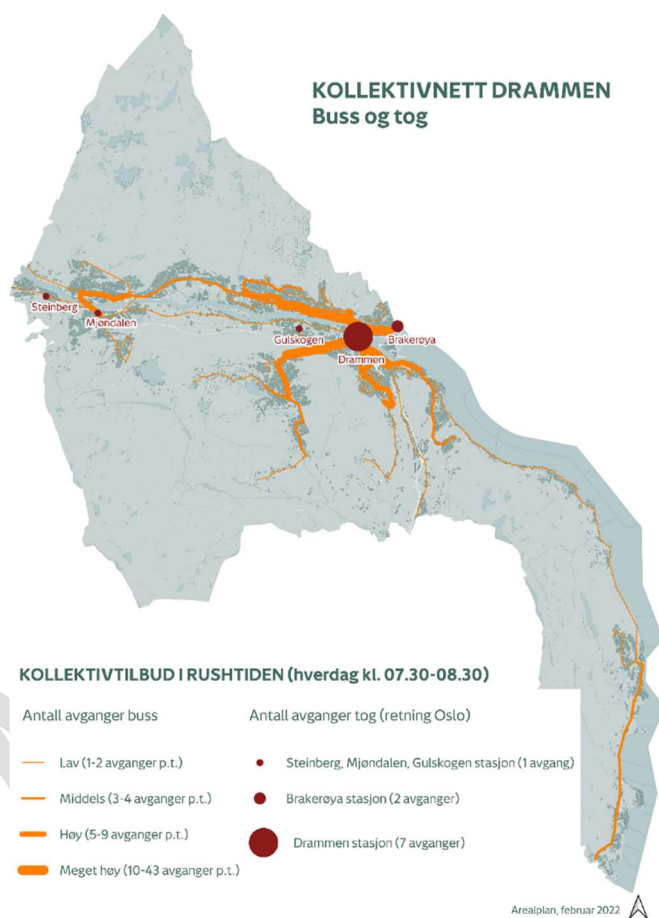 KOLLEKTIVNETT DRAMMEN
Buss og tog
Steinberg
Mjøndalen
Gulskogen
Drammen
Brakerøya
KOLLEKTIVTILBUD I RUSHTIDEN (hverdag kl. 07.30-08.30)
Antall avganger buss
Lav (1-2 avganger p.t.)
Middels (3-4 avganger p.t.)
Høy (5-9 avganger p.t.)
Meget høy (10-43 avganger p.t.)
Antall avganger tog (retning Oslo)
Steinberg, Mjøndalen, Gulskogen stasjon (1 avgang)
Brakerøya stasjon (2 avganger)
Drammen stasjon (7 avganger)
Arealplan, februar 2022